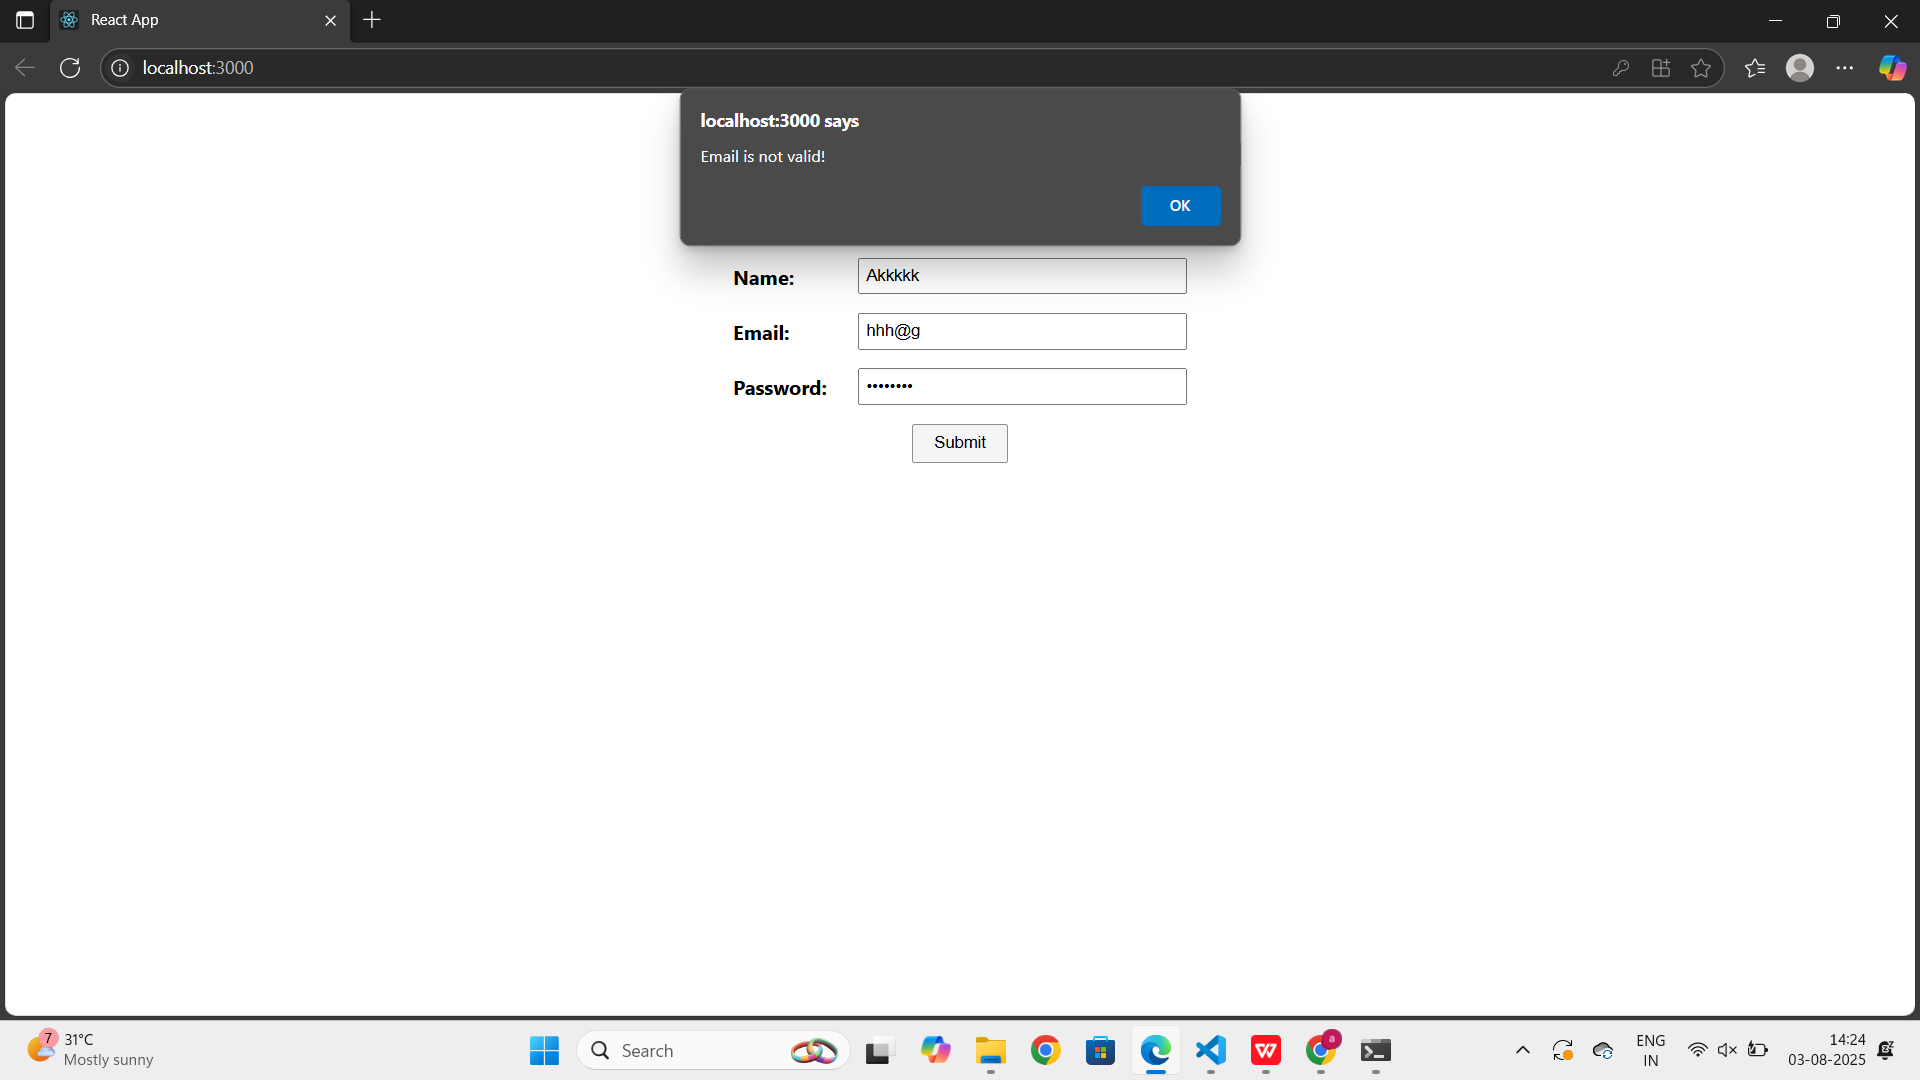 React App
localhost:3000
localhost:3000 says
Email is not valid!
OK
Name:
Akkkkk
Email:
hhh@g
Password:
••••••••
Submit
7
31°C
Mostly sunny
Search
a
ENG
IN
14:24
03-08-2025